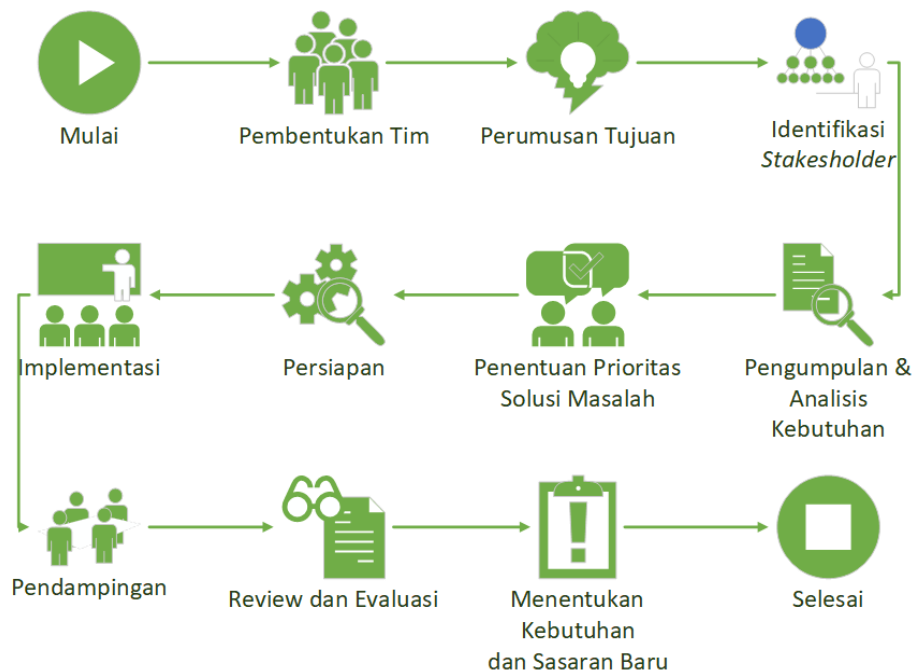 Mulai
Pembentukan Tim
Perumusan Tujuan
Identifikasi
Stakesholder
Pengumpulan &
Analisis
Kebutuhan
Penentuan Prioritas
Solusi Masalah
Persiapan
Implementasi
Pendampingan
Review dan Evaluasi
Menentukan
Kebutuhan
dan Sasaran Baru
Selesai